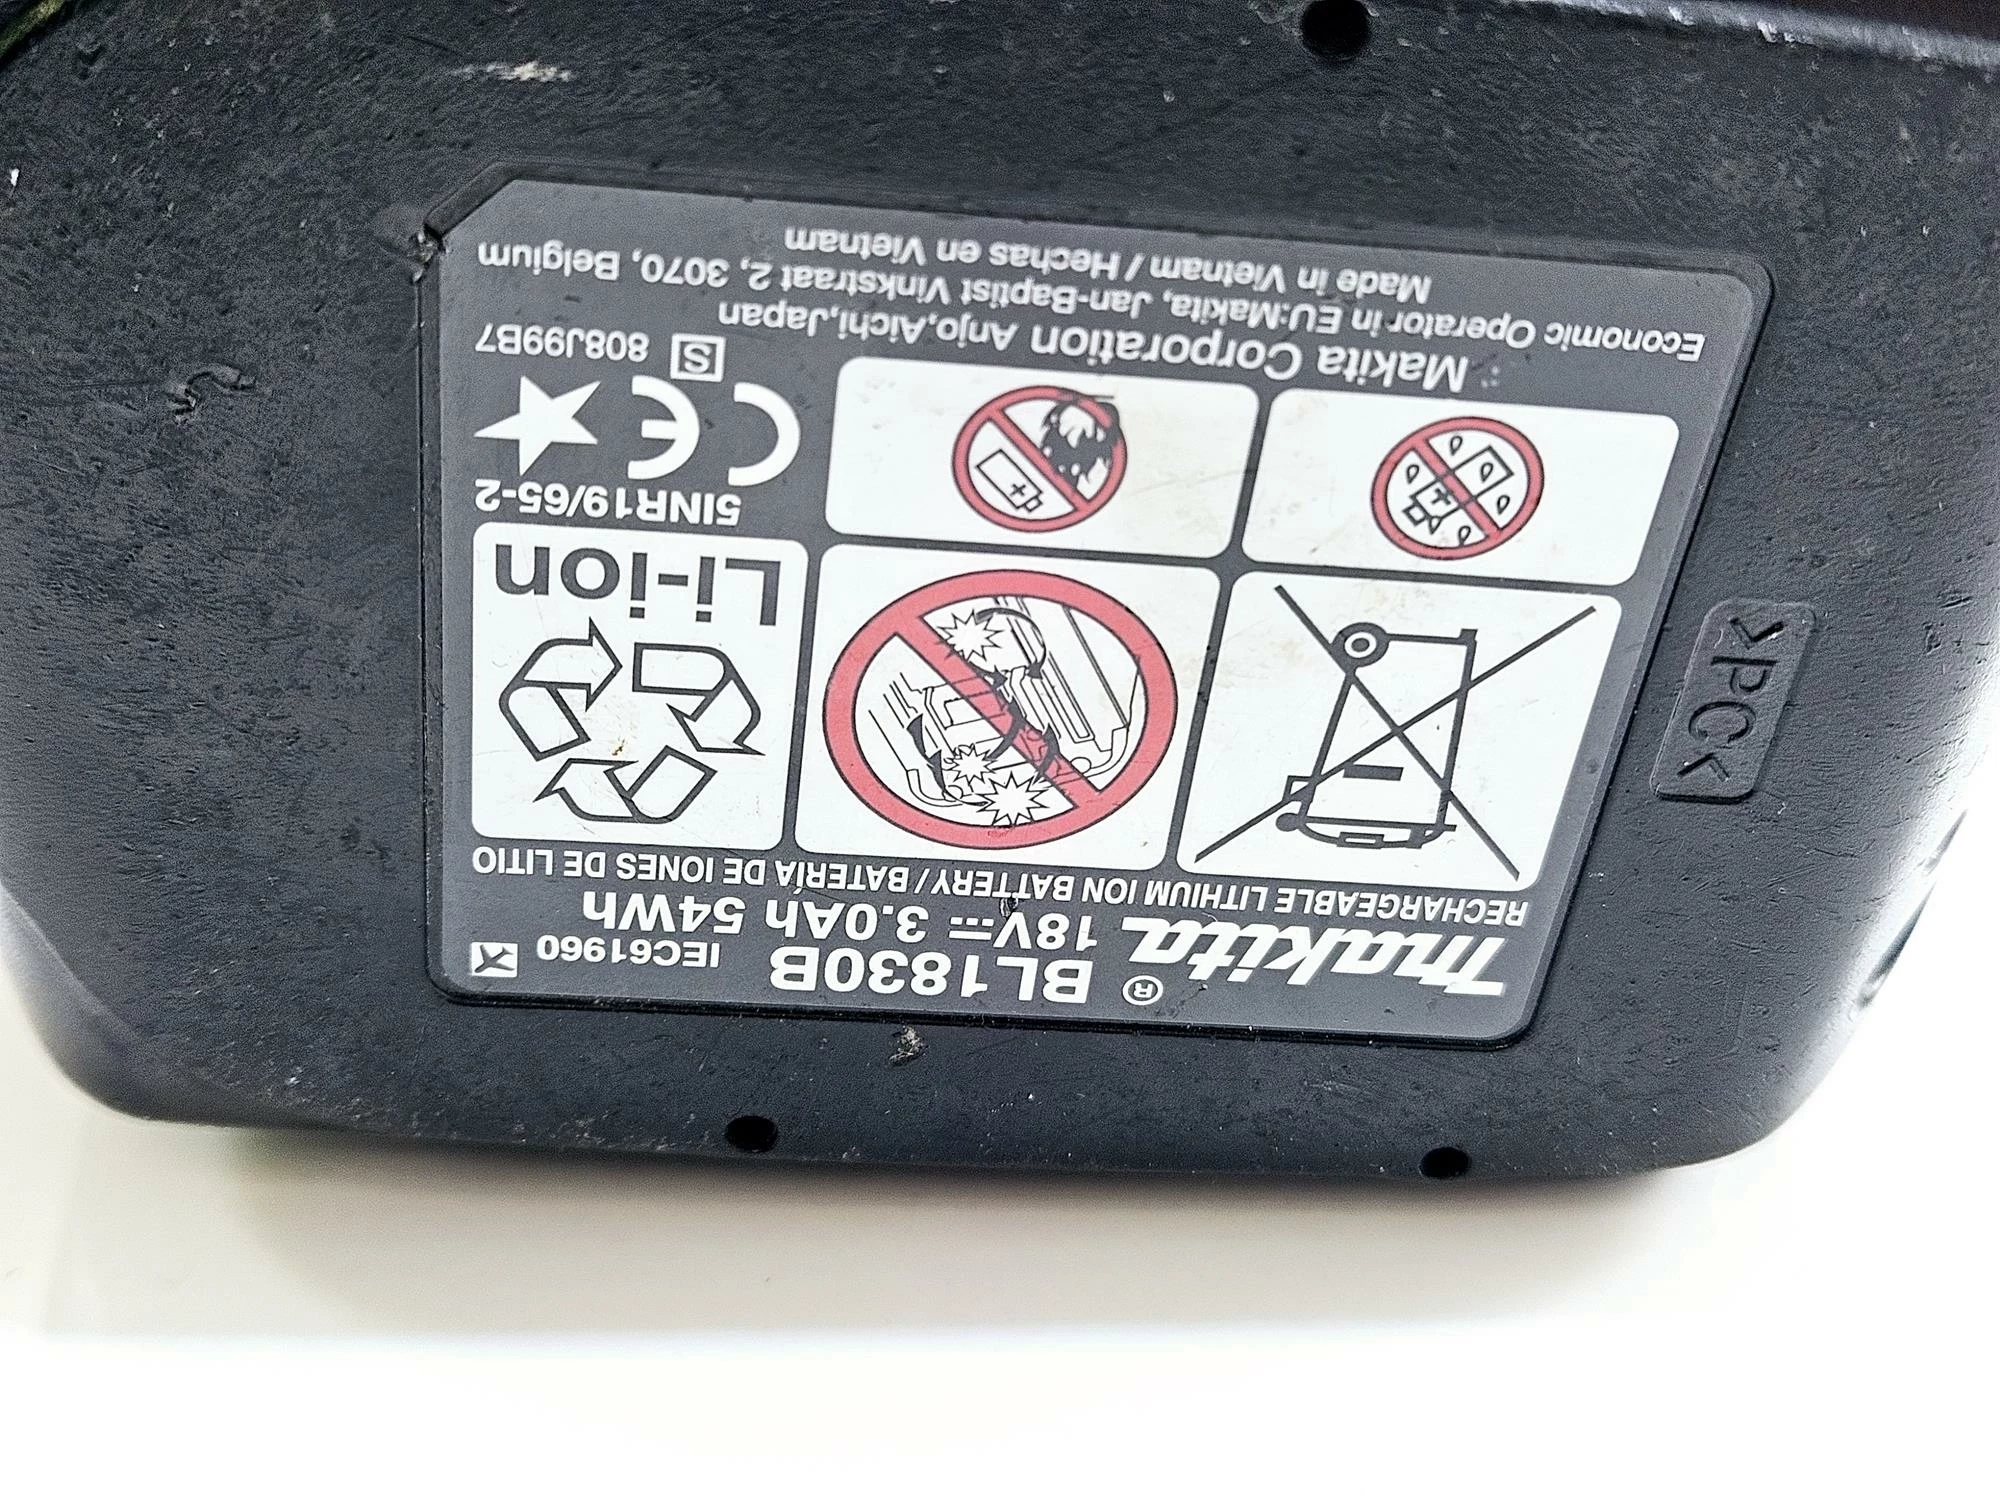 makita® BL1830B IEC61960
18V 3.0Ah 54Wh
RECHARGEABLE LITHIUM ION BATTERY / BATERÍA DE IONES DE LITIO
Li-ion
5INR19/65-2
CE
S 808J99B7
Makita Corporation Anjo,Aichi,Japan
Economic Operator in EU:Makita, Jan-Baptist Vinkstraat 2, 3070, Belgium
Made in Vietnam / Hechas en Vietnam
>PC<